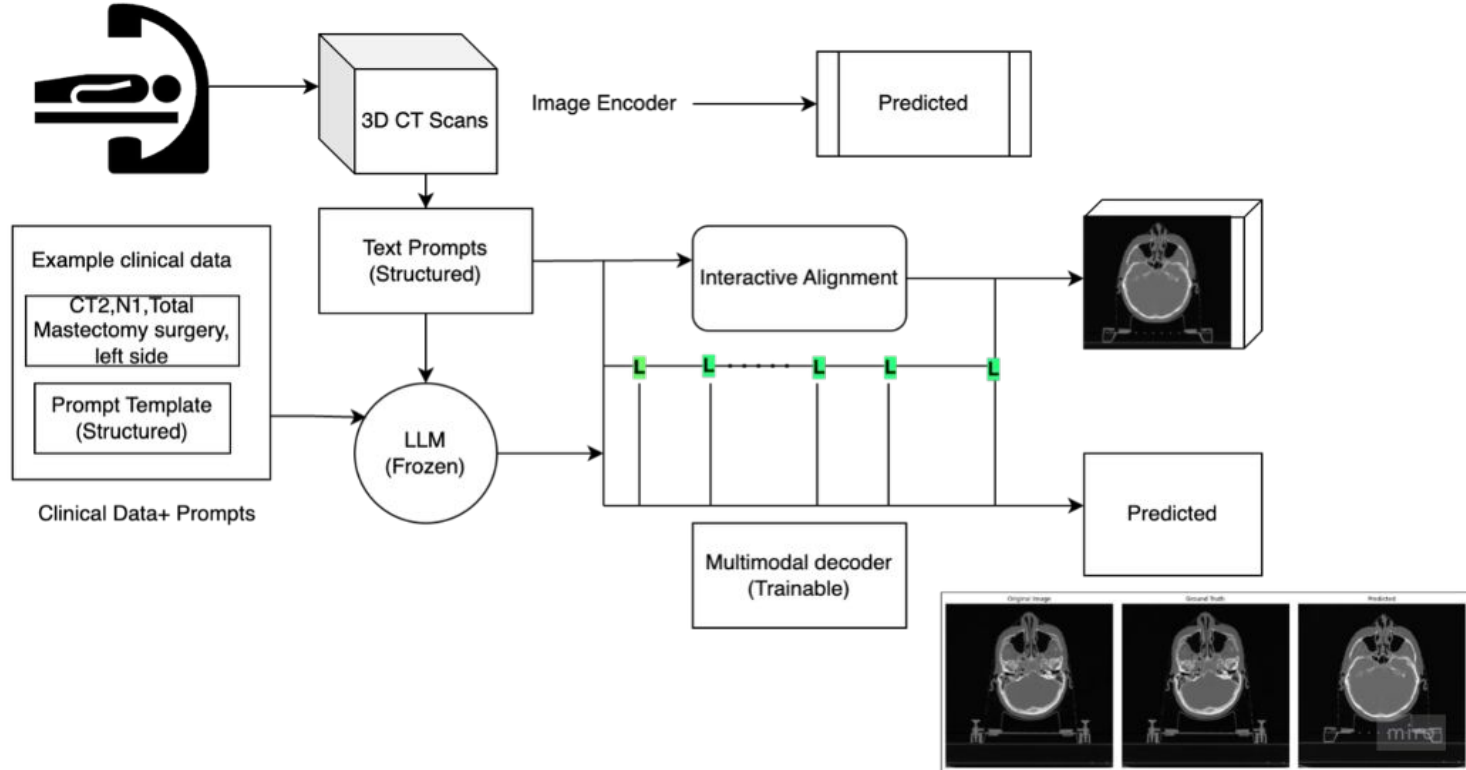 3D CT Scans
Image Encoder
Predicted
Text Prompts
(Structured)
Interactive Alignment
Example clinical data
CT2,N1,Total
Mastectomy surgery,
left side
Prompt Template
(Structured)
Clinical Data+ Prompts
LLM
(Frozen)
L
L
L
L
L
Multimodal decoder
(Trainable)
Predicted
Original Image
Ground Truth
Predicted
miro